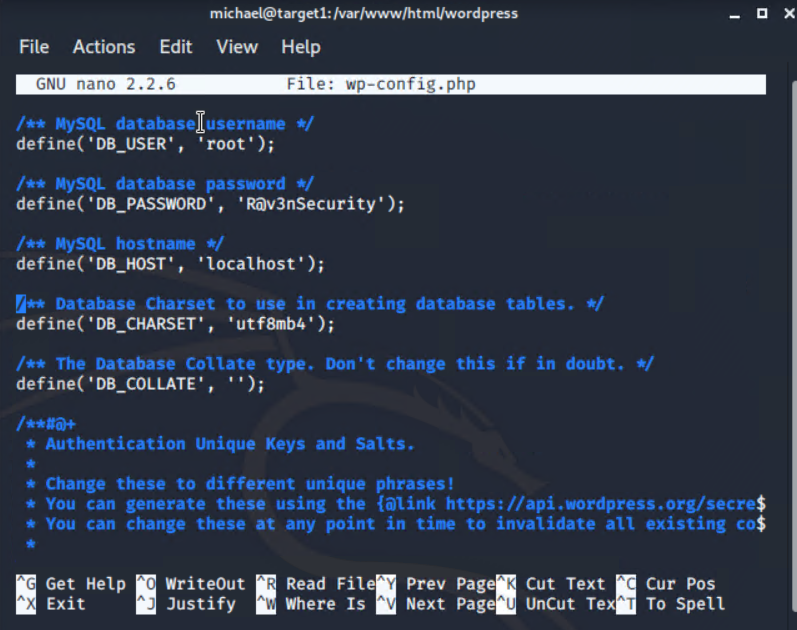 michael@target1:/var/www/html/wordpress
File Actions Edit View Help
GNU nano 2.2.6 File: wp-config.php
/** MySQL database username */
define('DB_USER', 'root');
/** MySQL database password */
define('DB_PASSWORD', 'R@v3nSecurity');
/** MySQL hostname */
define('DB_HOST', 'localhost');
/** Database Charset to use in creating database tables. */
define('DB_CHARSET', 'utf8mb4');
/** The Database Collate type. Don't change this if in doubt. */
define('DB_COLLATE', '');
/**#@+
* Authentication Unique Keys and Salts.
*
* Change these to different unique phrases!
* You can generate these using the {@link https://api.wordpress.org/secre$
* You can change these at any point in time to invalidate all existing co$
*
^G Get Help ^O WriteOut ^R Read File ^Y Prev Page ^K Cut Text ^C Cur Pos
^X Exit ^J Justify ^W Where Is ^V Next Page ^U UnCut Tex ^T To Spell